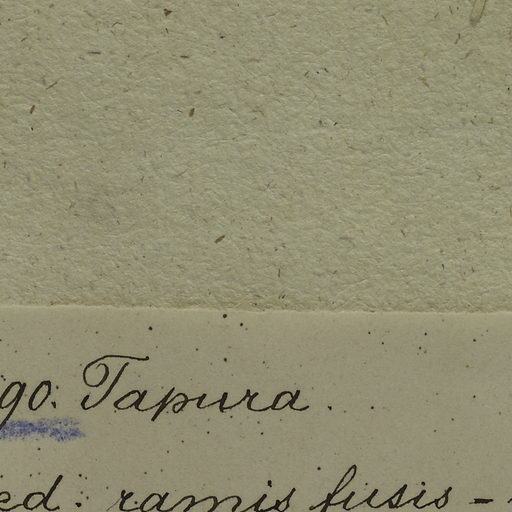 go. Tapura.
ed. ramis fusis -